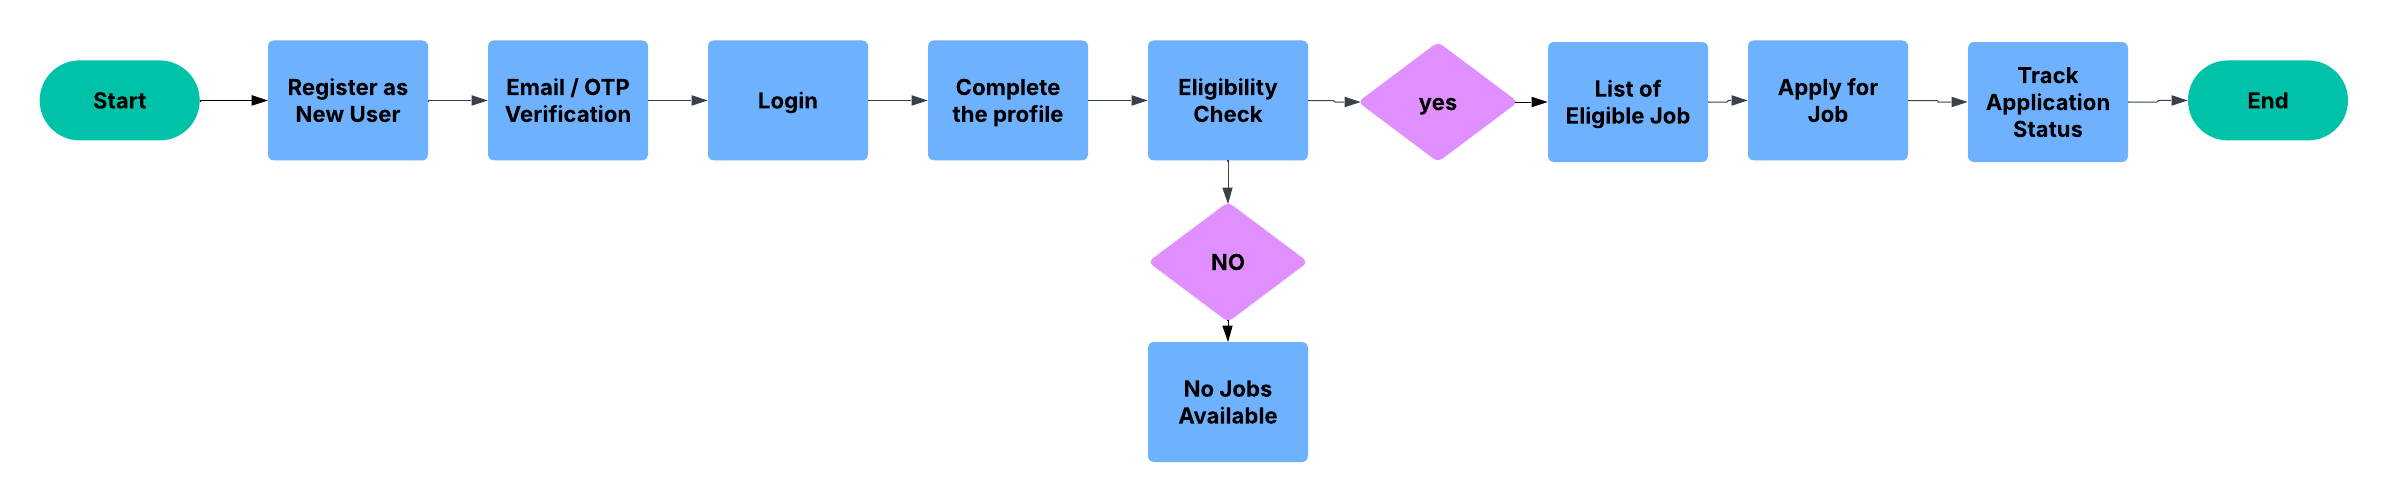 Start
Register as
New User
Email / OTP
Verification
Login
Complete
the profile
Eligibility
Check
yes
List of
Eligible Job
Apply for
Job
Track
Application
Status
End
NO
No Jobs
Available